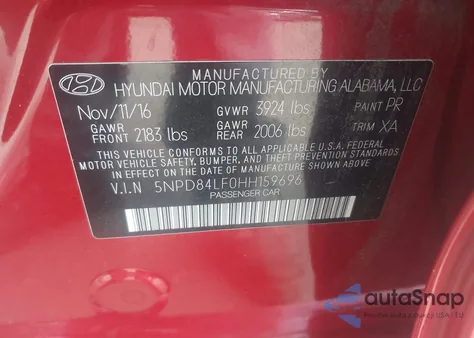 MANUFACTURED BY
HYUNDAI MOTOR MANUFACTURING ALABAMA, LLC
Nov/11/16 GVWR 3924 lbs PAINT PR
GAWR FRONT 2183 lbs GAWR REAR 2006 lbs TRIM XA
THIS VEHICLE CONFORMS TO ALL APPLICABLE U.S.A. FEDERAL
MOTOR VEHICLE SAFETY, BUMPER, AND THEFT PREVENTION STANDARDS
IN EFFECT ON THE DATE OF MANUFACTURE SHOWN ABOVE.
V.I.N 5NPD84LF0HH159696
PASSENGER CAR
autoSnap